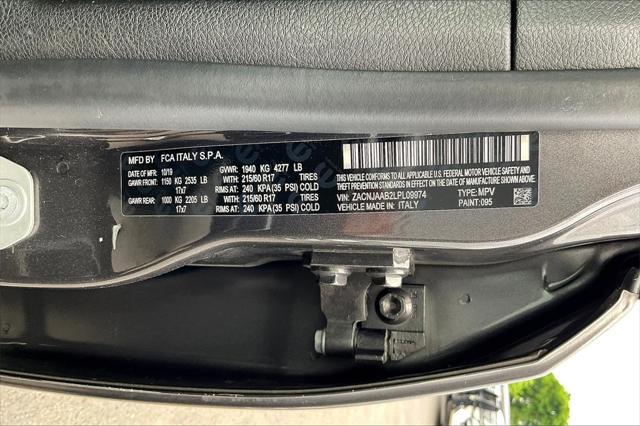 MFD BY FCA ITALY S.P.A.
DATE OF MFR 10/19 GVWR: 1940 KG 4277 LB
GAWR FRONT: 1150 KG 2535 LB WITH: 215/60 R17 TIRES
17x7 RIMS AT: 240 KPA(35 PSI) COLD
GAWR REAR: 1000 KG 2205 LB WITH: 215/60 R17 TIRES
17x7 RIMS AT: 240 KPA(35 PSI) COLD
THIS VEHICLE CONFORMS TO ALL APPLICABLE U.S. FEDERAL MOTOR VEHICLE SAFETY AND
THEFT PREVENTION STANDARDS IN EFFECT ON THE DATE OF MANUFACTURE SHOWN ABOVE.
VIN: ZACNJAAB2LPL09974 TYPE: MPV
VEHICLE MADE IN: ITALY PAINT: 095